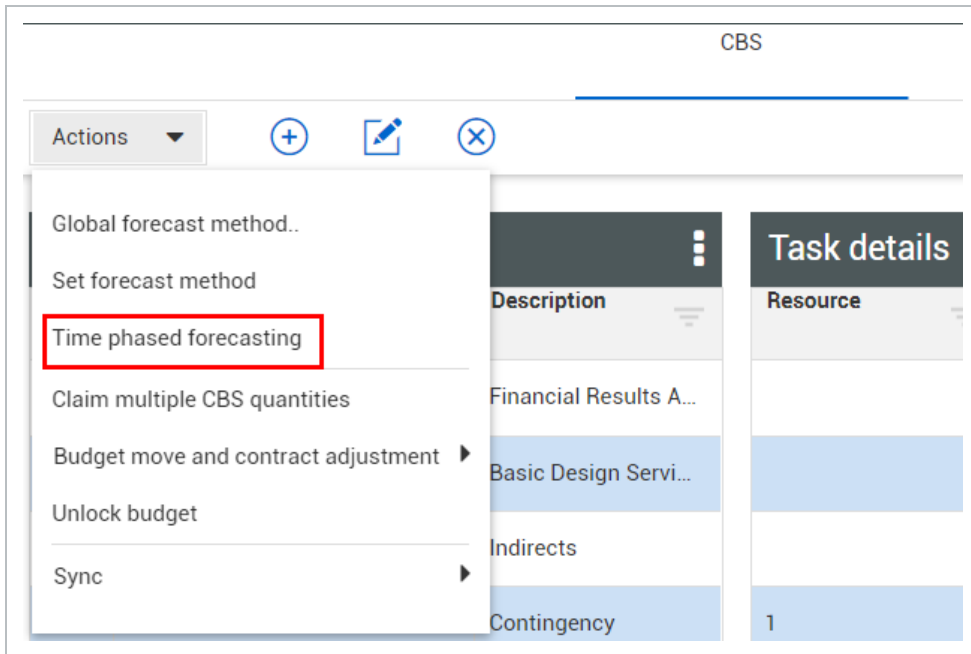 CBS
Actions
Global forecast method..
Set forecast method
Time phased forecasting
Claim multiple CBS quantities
Budget move and contract adjustment
Unlock budget
Sync
Description
Financial Results A...
Basic Design Servi...
Indirects
Contingency
Task details
Resource
1